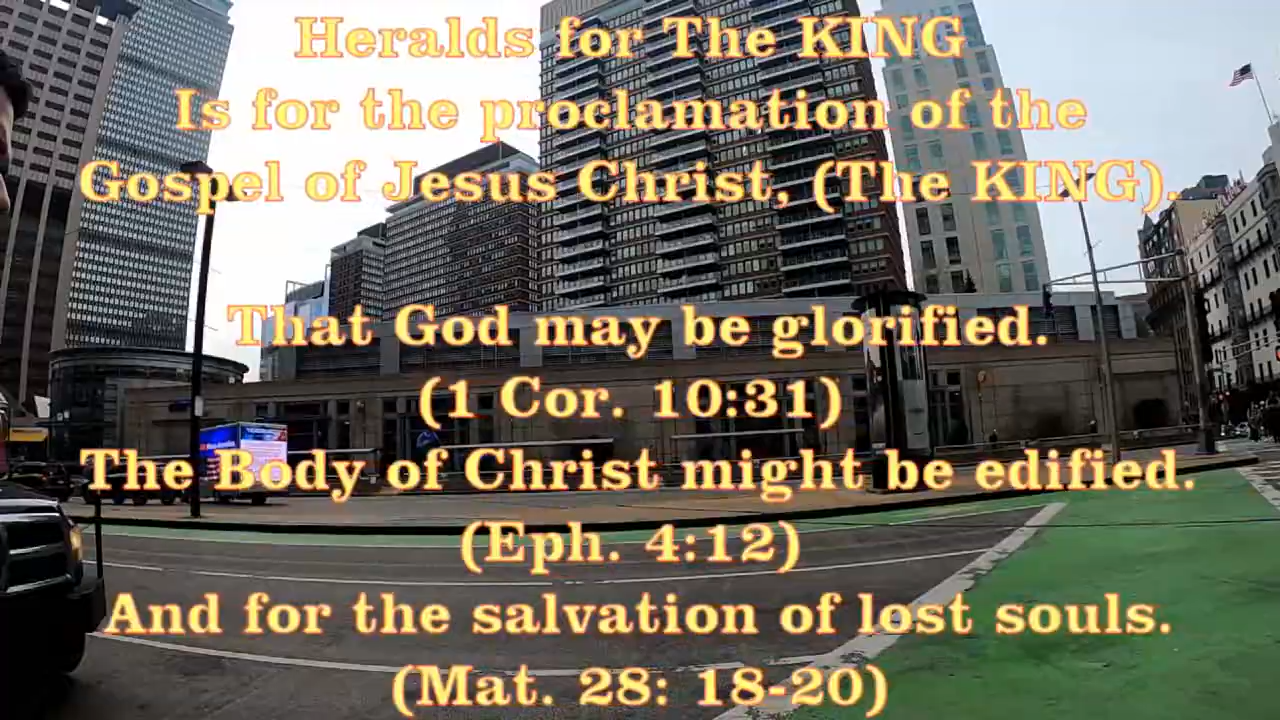 Heralds for The KING
Is for the proclamation of the
Gospel of Jesus Christ, (The KING).
That God may be glorified.
(1 Cor. 10:31)
The Body of Christ might be edified.
(Eph. 4:12)
And for the salvation of lost souls.
(Mat. 28: 18-20)